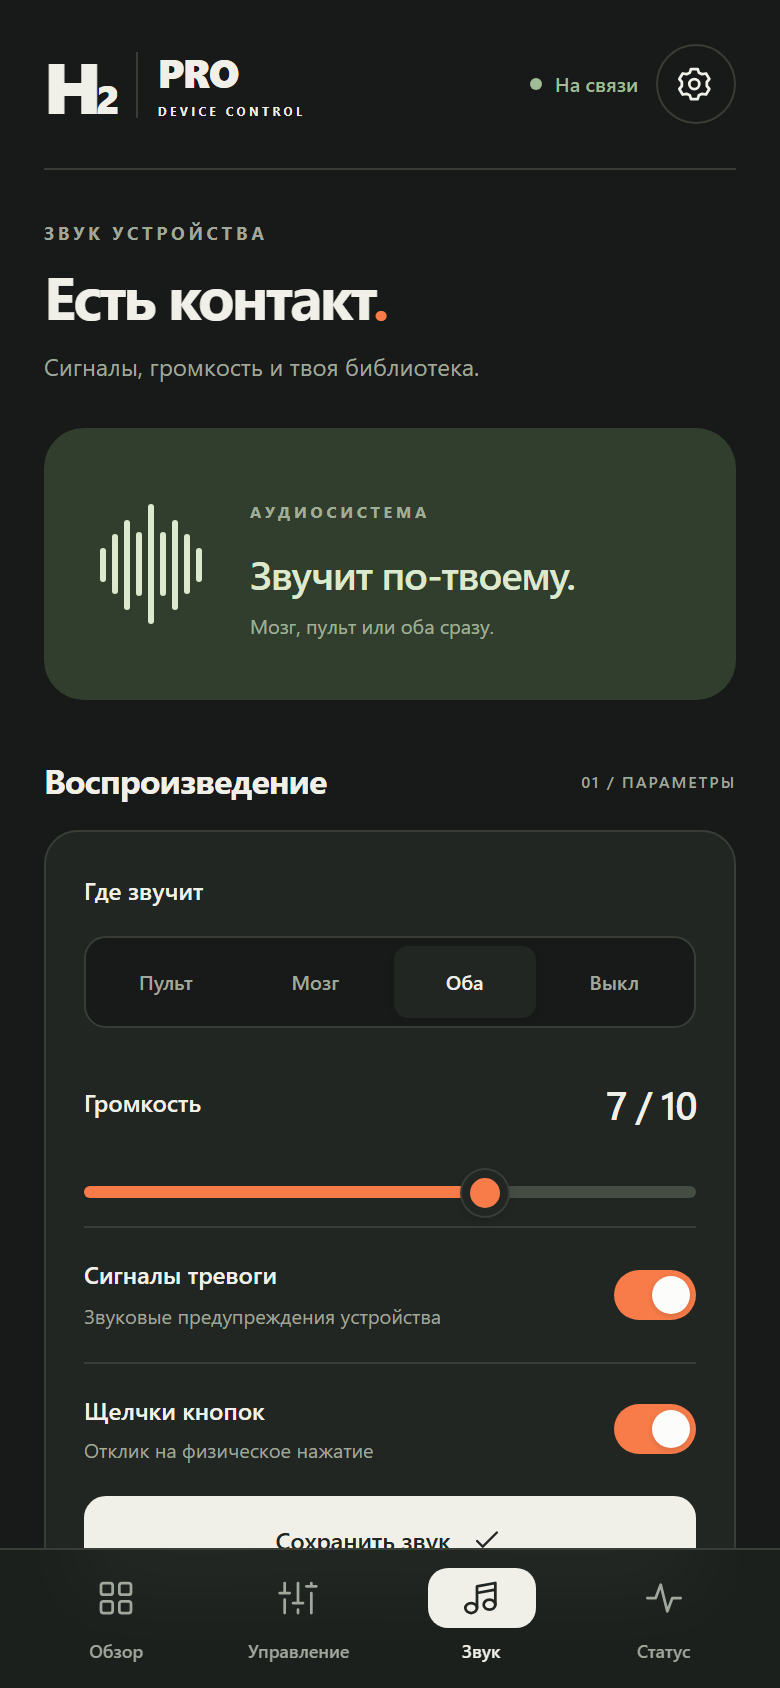 H2
PRO
DEVICE CONTROL
На связи
ЗВУК УСТРОЙСТВА
Есть контакт.
Сигналы, громкость и твоя библиотека.
АУДИОСИСТЕМА
Звучит по-твоему.
Мозг, пульт или оба сразу.
Воспроизведение
01 / ПАРАМЕТРЫ
Где звучит
Пульт Мозг Оба Выкл
Громкость
7 / 10
Сигналы тревоги
Звуковые предупреждения устройства
Щелчки кнопок
Отклик на физическое нажатие
Сохранить звук
Обзор Управление Звук Статус